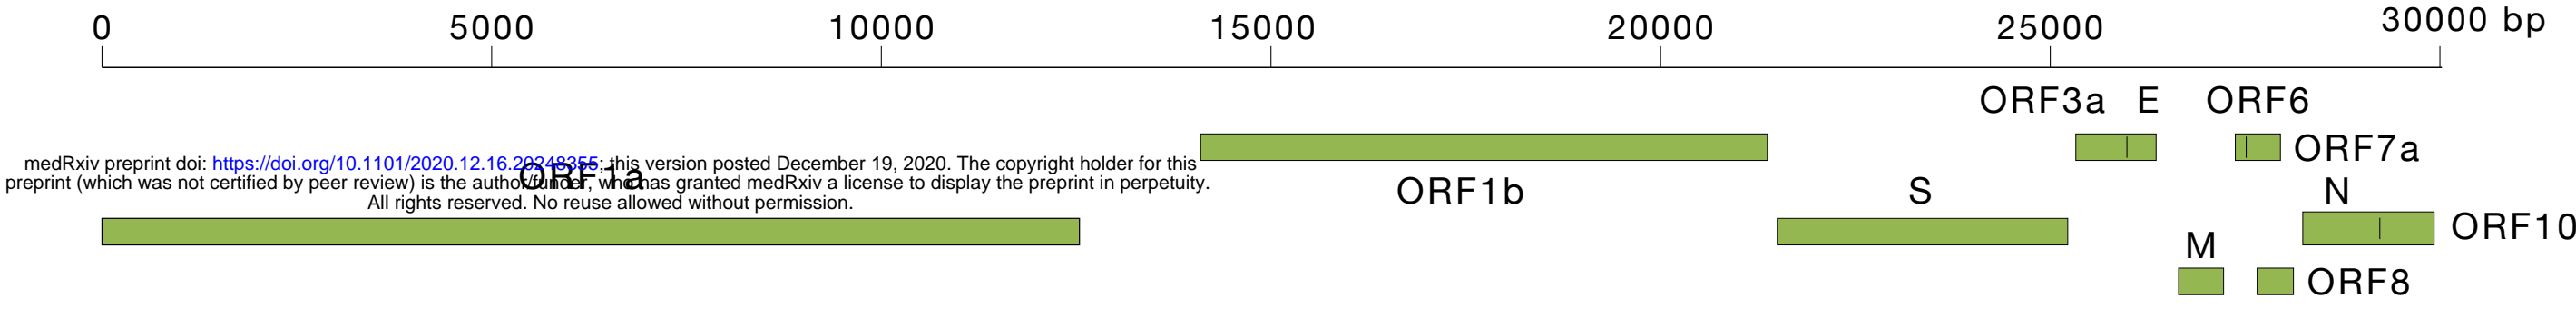 0 5000 10000 15000 20000 25000 30000 bp
ORF3a E ORF6
ORF7a
medRxiv preprint doi: https://doi.org/10.1101/2020.12.16.20248355; this version posted December 19, 2020. The copyright holder for this
preprint (which was not certified by peer review) is the author/funder, who has granted medRxiv a license to display the preprint in perpetuity.
All rights reserved. No reuse allowed without permission.
ORF1a
ORF1b S N
ORF10
M
ORF8